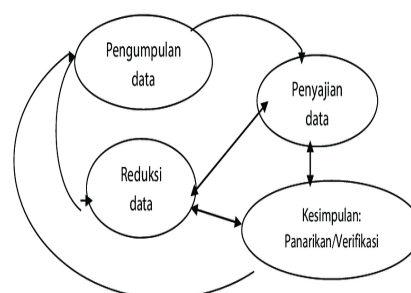 Pengumpulan
data
Penyajian
data
Reduksi
data
Kesimpulan:
Panarikan/Verifikasi